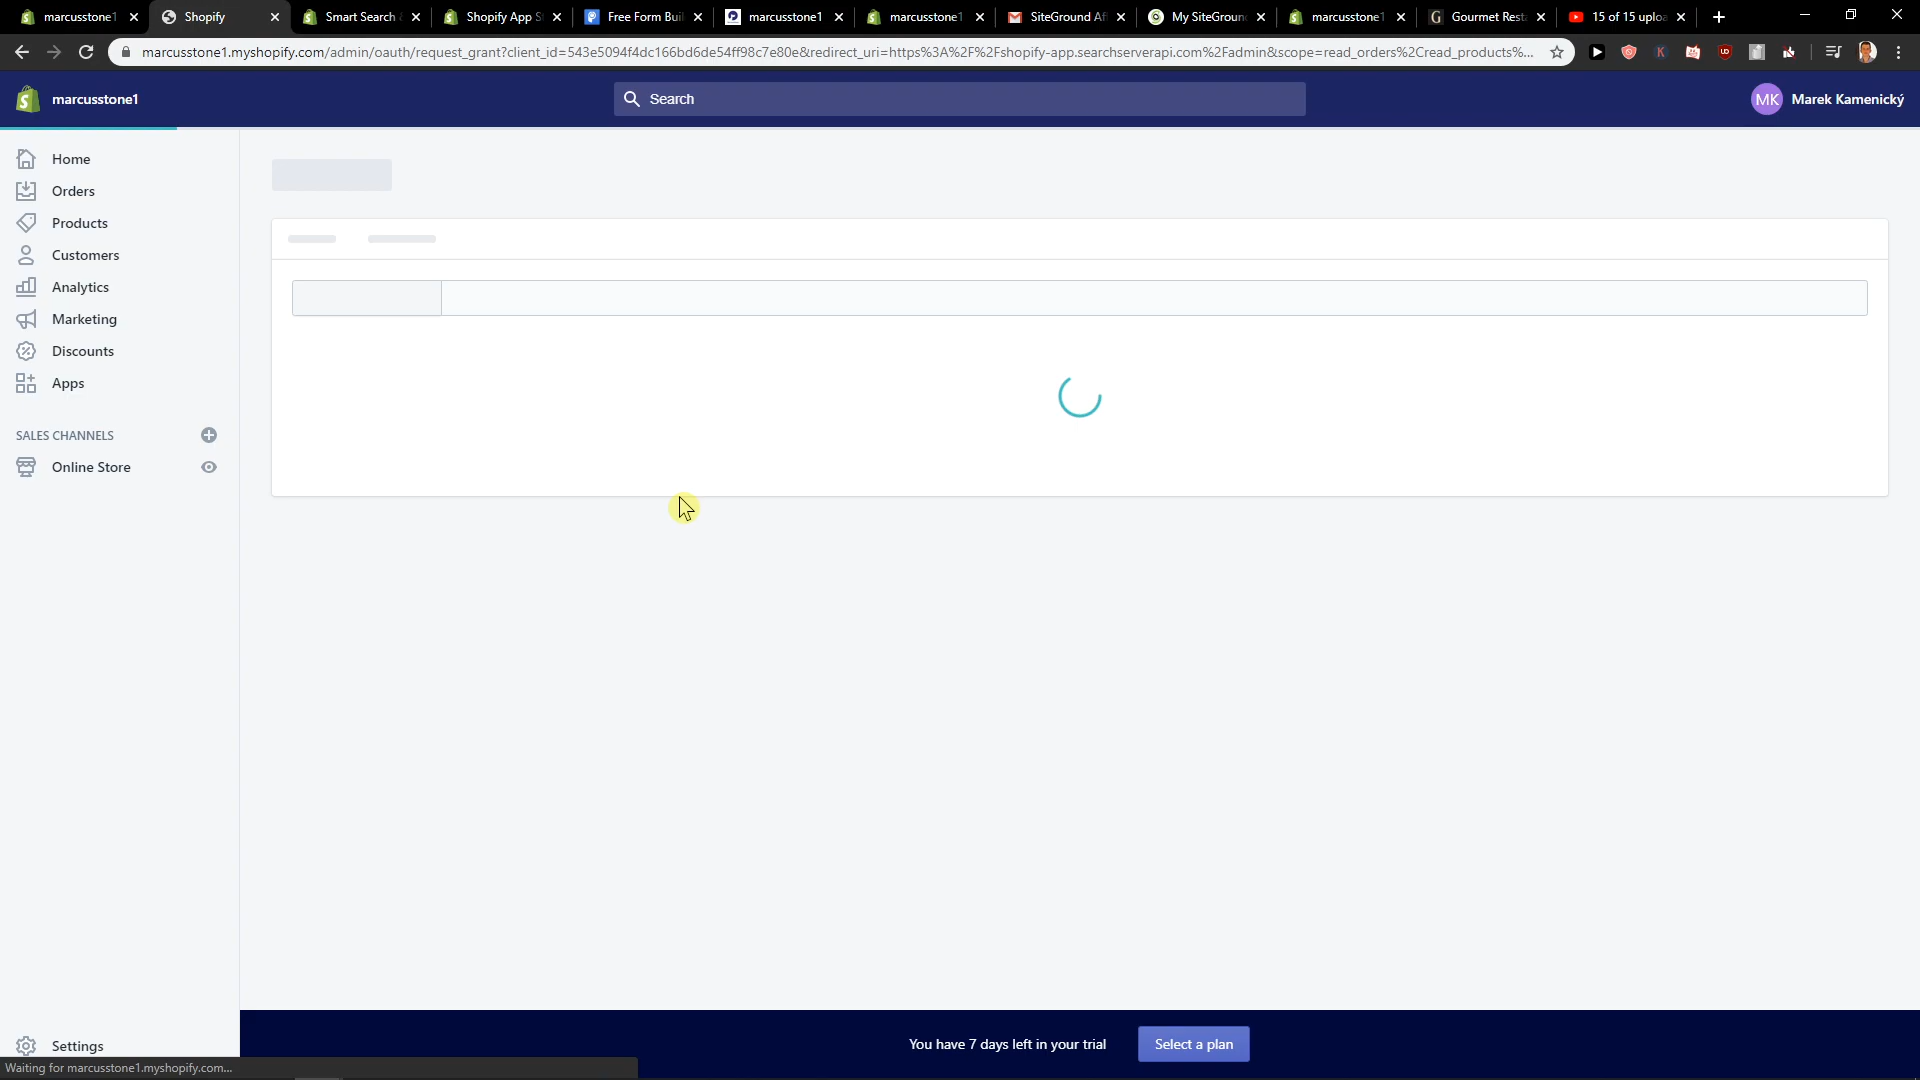 marcusstone1
Shopify
Smart Search
Shopify App S
Free Form Buil
marcusstone1
marcusstone1
SiteGround Af
My SiteGroun
marcusstone1
Gourmet Rest
15 of 15 uploa
marcusstone1.myshopify.com/admin/oauth/request_grant?client_id=543e5094f4dc166bd6de54ff98c7e80e&redirect_uri=https%3A%2F%2Fshopify-app.searchserverapi.com%2Fadmin&scope=read_orders%2Cread_products%...
marcusstone1
Search
MK Marek Kamenický
Home
Orders
Products
Customers
Analytics
Marketing
Discounts
Apps
SALES CHANNELS
Online Store
Settings
You have 7 days left in your trial
Select a plan
Waiting for marcusstone1.myshopify.com...